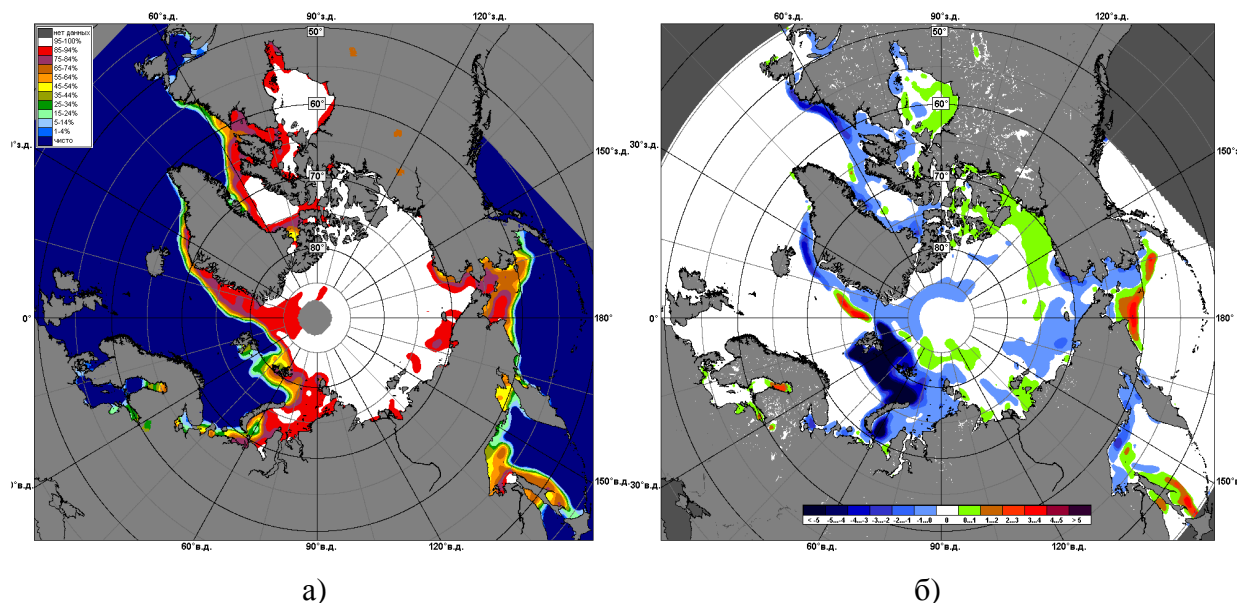 60°з.д.
90°з.д.
120°з.д.
60°з.д.
90°з.д.
120°з.д.
нет данных
95-100%
85-94%
75-84%
65-74%
55-64%
45-54%
35-44%
25-34%
15-24%
5-14%
1-4%
чисто
50°
60°
70°
80°
50°
60°
70°
80°
1°з.д.
150°з.д.
30°з.д.
150°з.д.
0°
180°
0°
180°
1°в.д.
150°в.д.
30°в.д.
150°в.д.
< -5
-5...-4
-4...-3
-3...-2
-2...-1
-1...0
0
0...1
1...2
2...3
3...4
4...5
> 5
60°в.д.
90°в.д.
120°в.д.
60°в.д.
90°в.д.
120°в.д.
а)
б)